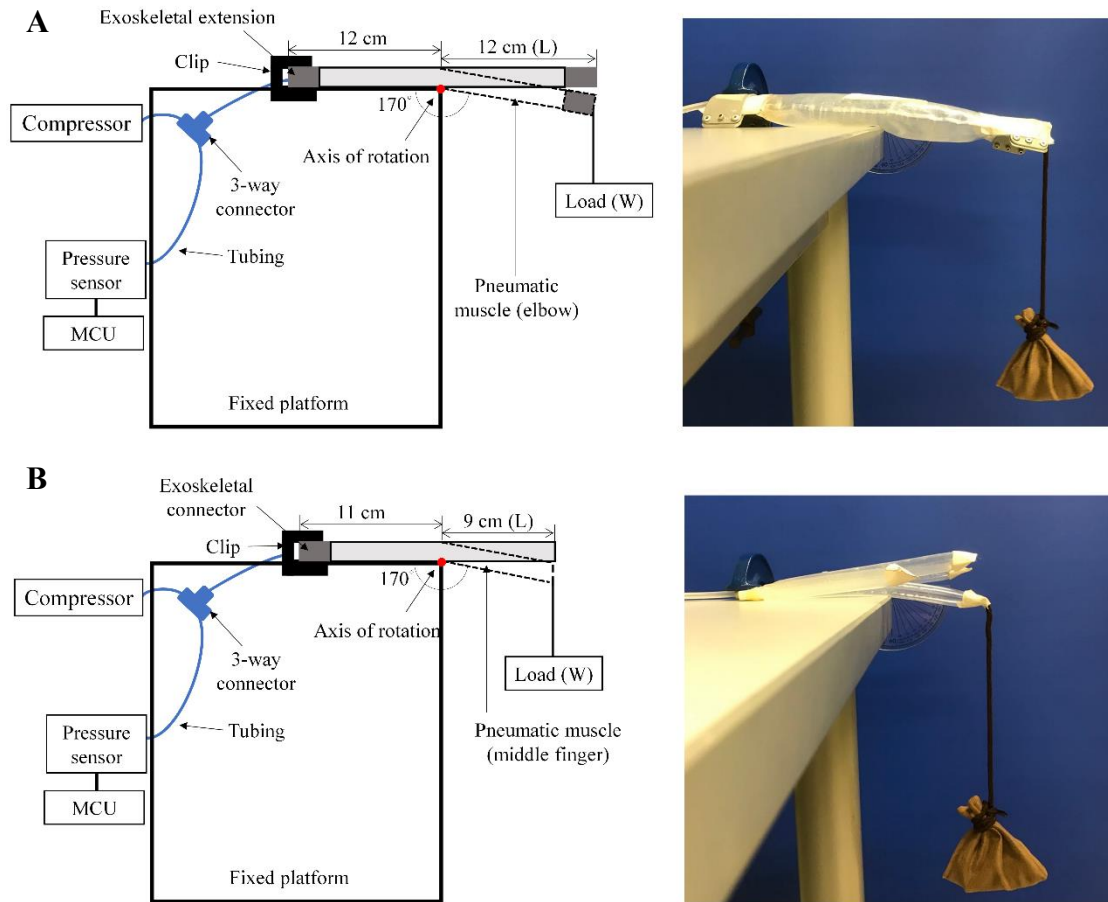 A
Exoskeletal extension
12 cm
12 cm (L)
Clip
170°
Compressor
Axis of rotation
3-way
connector
Load (W)
Tubing
Pressure
sensor
Pneumatic
muscle (elbow)
MCU
Fixed platform
B
Exoskeletal
connector
11 cm
9 cm (L)
Clip
170°
Compressor
Axis of rotation
3-way
connector
Load (W)
Tubing
Pressure
sensor
Pneumatic muscle
(middle finger)
MCU
Fixed platform